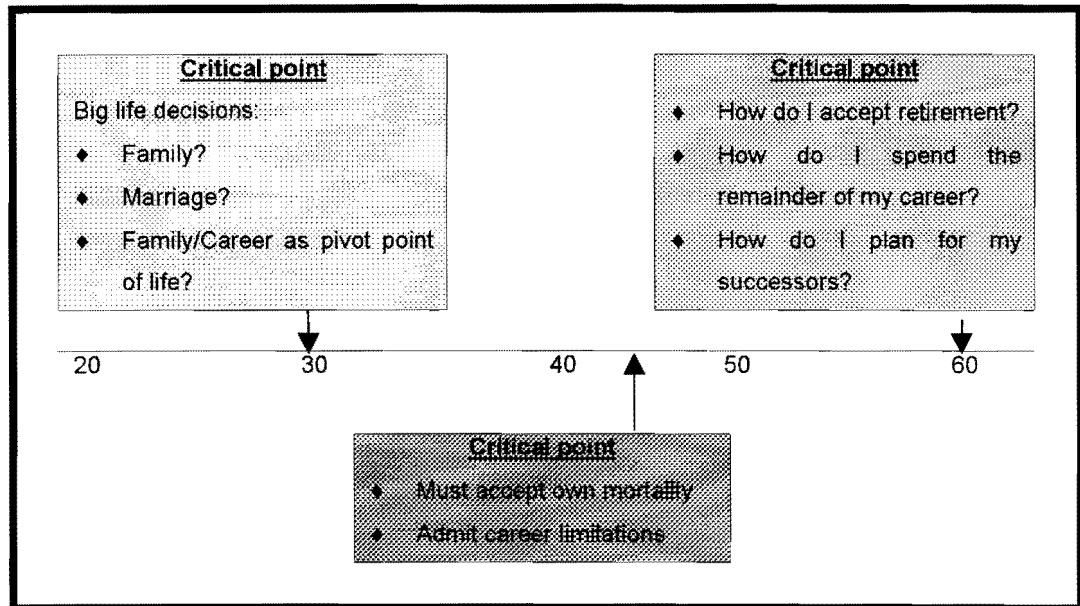 Critical point
Big life decisions:
♦ Family?
♦ Marriage?
♦ Family/Career as pivot point
of life?
Critical point
♦ How do I accept retirement?
♦ How do I spend the
remainder of my career?
♦ How do I plan for my
successors?
20 30 40 50 60
Critical point
♦ Must accept own mortality
♦ Admit career limitations